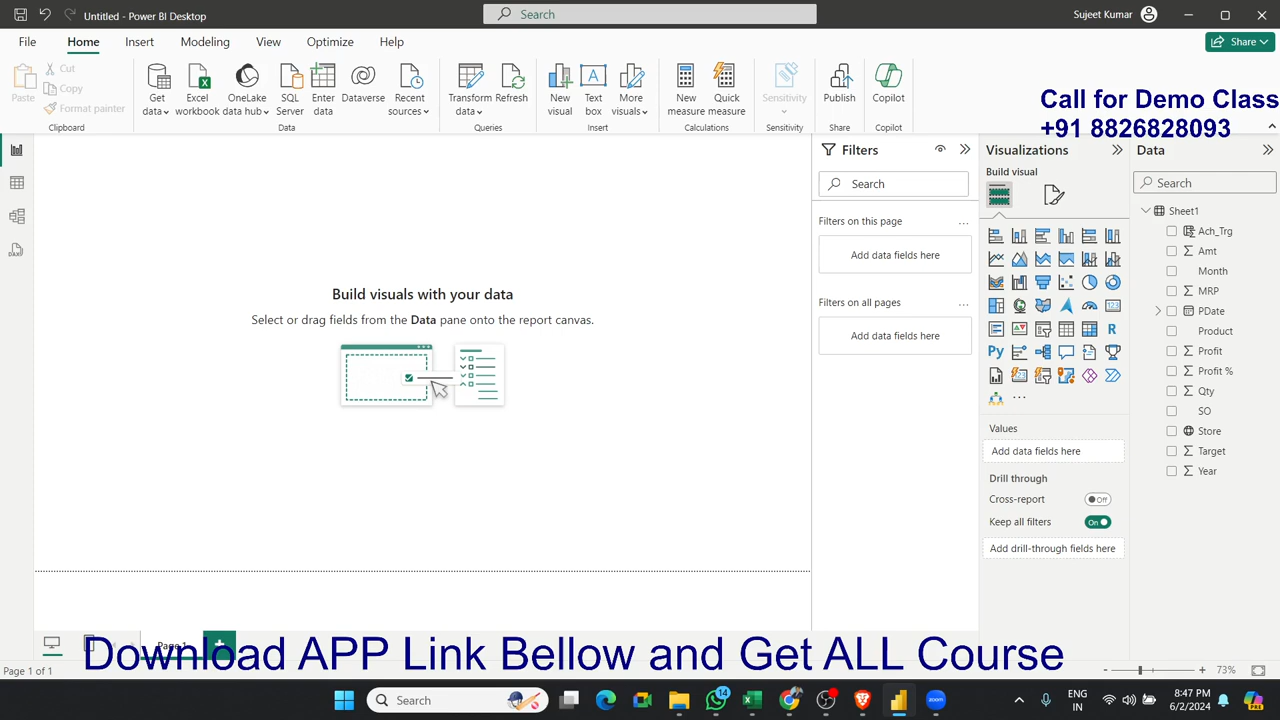 Untitled - Power BI Desktop
Search
Sujeet Kumar
File Home Insert Modeling View Optimize Help
Share
Paste
Cut
Copy
Format painter
Clipboard
Get data
Excel workbook
OneLake data hub
SQL Server
Enter data
Dataverse
Recent sources
Data
Transform data
Refresh
Queries
New visual
Text box
More visuals
Insert
New measure
Quick measure
Calculations
Sensitivity
Sensitivity
Publish
Share
Copilot
Copilot
Call for Demo Class
+91 8826828093
Build visuals with your data
Select or drag fields from the Data pane onto the report canvas.
Filters
Search
Filters on this page
...
Add data fields here
Filters on all pages
...
Add data fields here
Visualizations
Build visual
123
R
Py
...
Values
Add data fields here
Drill through
Cross-report
Off
Keep all filters
On
Add drill-through fields here
Data
Search
Sheet1
Ach_Trg
Amt
Month
MRP
PDate
Product
Profit
Profit %
Qty
SO
Store
Target
Year
Page 1
Download APP Link Bellow and Get ALL Course
Page 1 of 1
73%
Search
14
zoom
ENG
IN
8:47 PM
6/2/2024